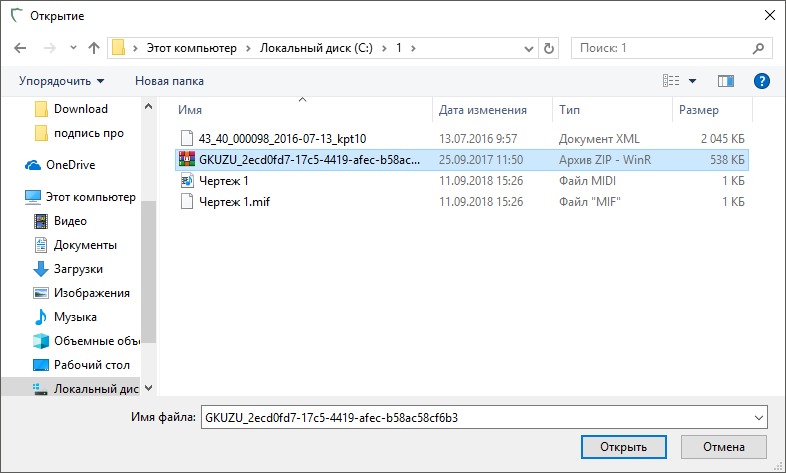 Открытие
Этот компьютер Локальный диск (C:) 1
Поиск: 1
Упорядочить Новая папка
Download
подпись про
OneDrive
Этот компьютер
Видео
Документы
Загрузки
Изображения
Музыка
Объемные объ
Рабочий стол
Локальный дис
Имя Дата изменения Тип Размер
43_40_000098_2016-07-13_kpt10 13.07.2016 9:57 Документ XML 2 045 КБ
GKUZU_2ecd0fd7-17c5-4419-afec-b58ac... 25.09.2017 11:50 Архив ZIP - WinR 538 КБ
Чертеж 1 11.09.2018 15:26 Файл MIDI 1 КБ
Чертеж 1.mif 11.09.2018 15:26 Файл "MIF" 1 КБ
Имя файла: GKUZU_2ecd0fd7-17c5-4419-afec-b58ac58cf6b3
Открыть Отмена